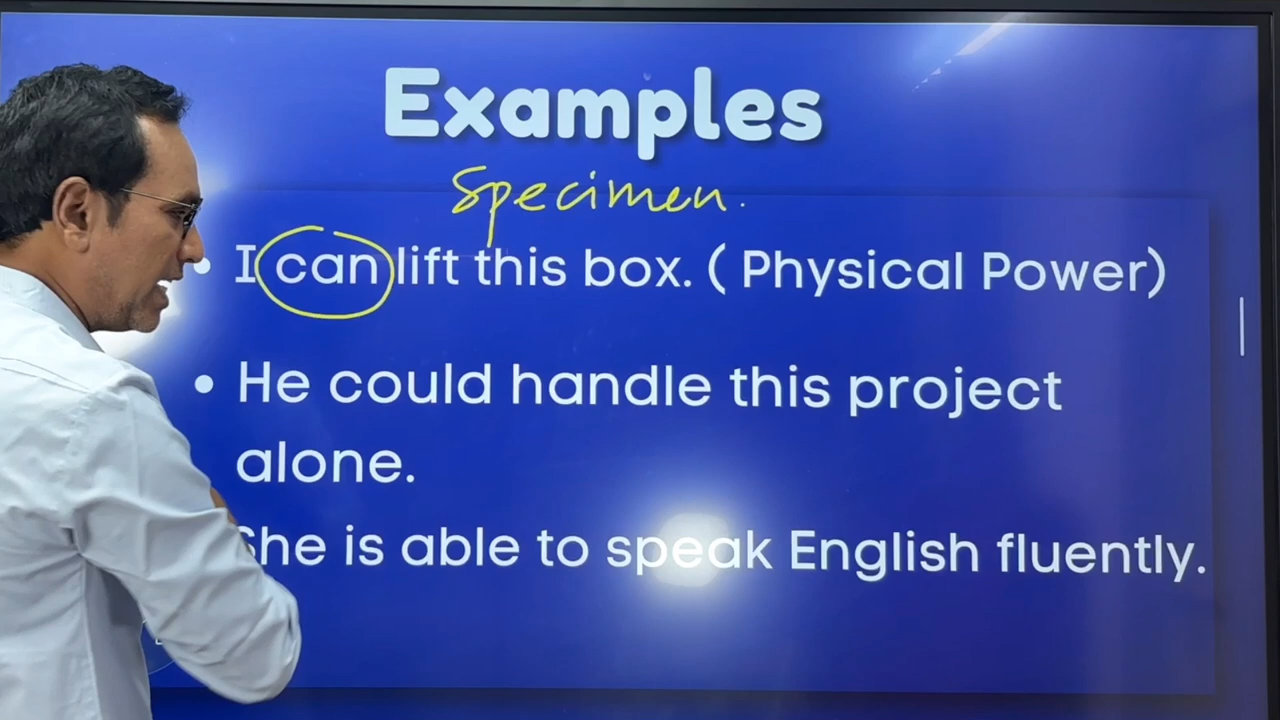 Examples
Specimen.
• I can lift this box. ( Physical Power)
• He could handle this project
alone.
She is able to speak English fluently.